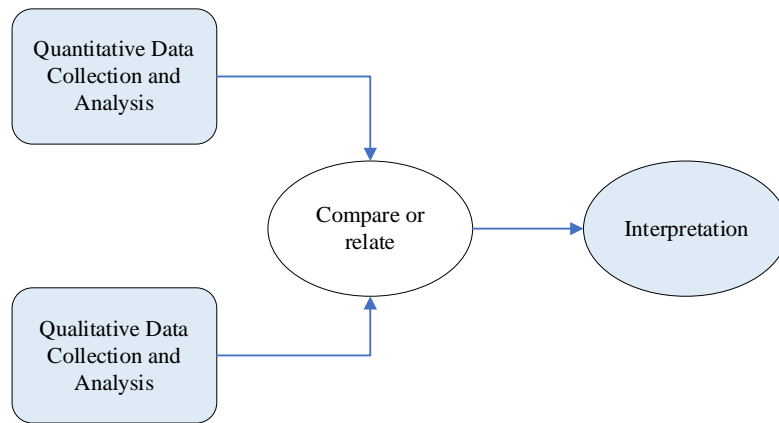 Quantitative Data
Collection and
Analysis
Compare or
relate
Interpretation
Qualitative Data
Collection and
Analysis